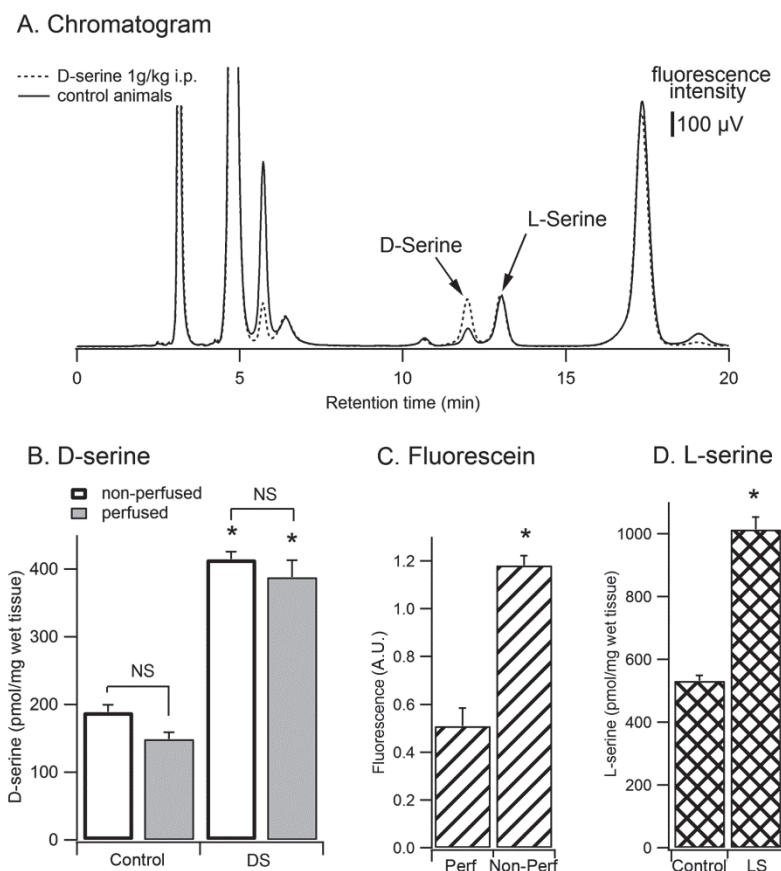 A. Chromatogram
D-serine 1g/kg i.p.
control animals
fluorescence
intensity
100 µV
D-Serine
L-Serine
0
5
10
15
20
Retention time (min)
B. D-serine
non-perfused
perfused
NS
*
*
NS
400
300
200
100
0
D-serine (pmol/mg wet tissue)
Control
DS
C. Fluorescein
*
1.2
1.0
0.8
0.6
0.4
0.2
0.0
Fluorescence (A.U.)
Perf
Non-Perf
D. L-serine
*
1000
800
600
400
200
0
L-serine (pmol/mg wet tissue)
Control
LS